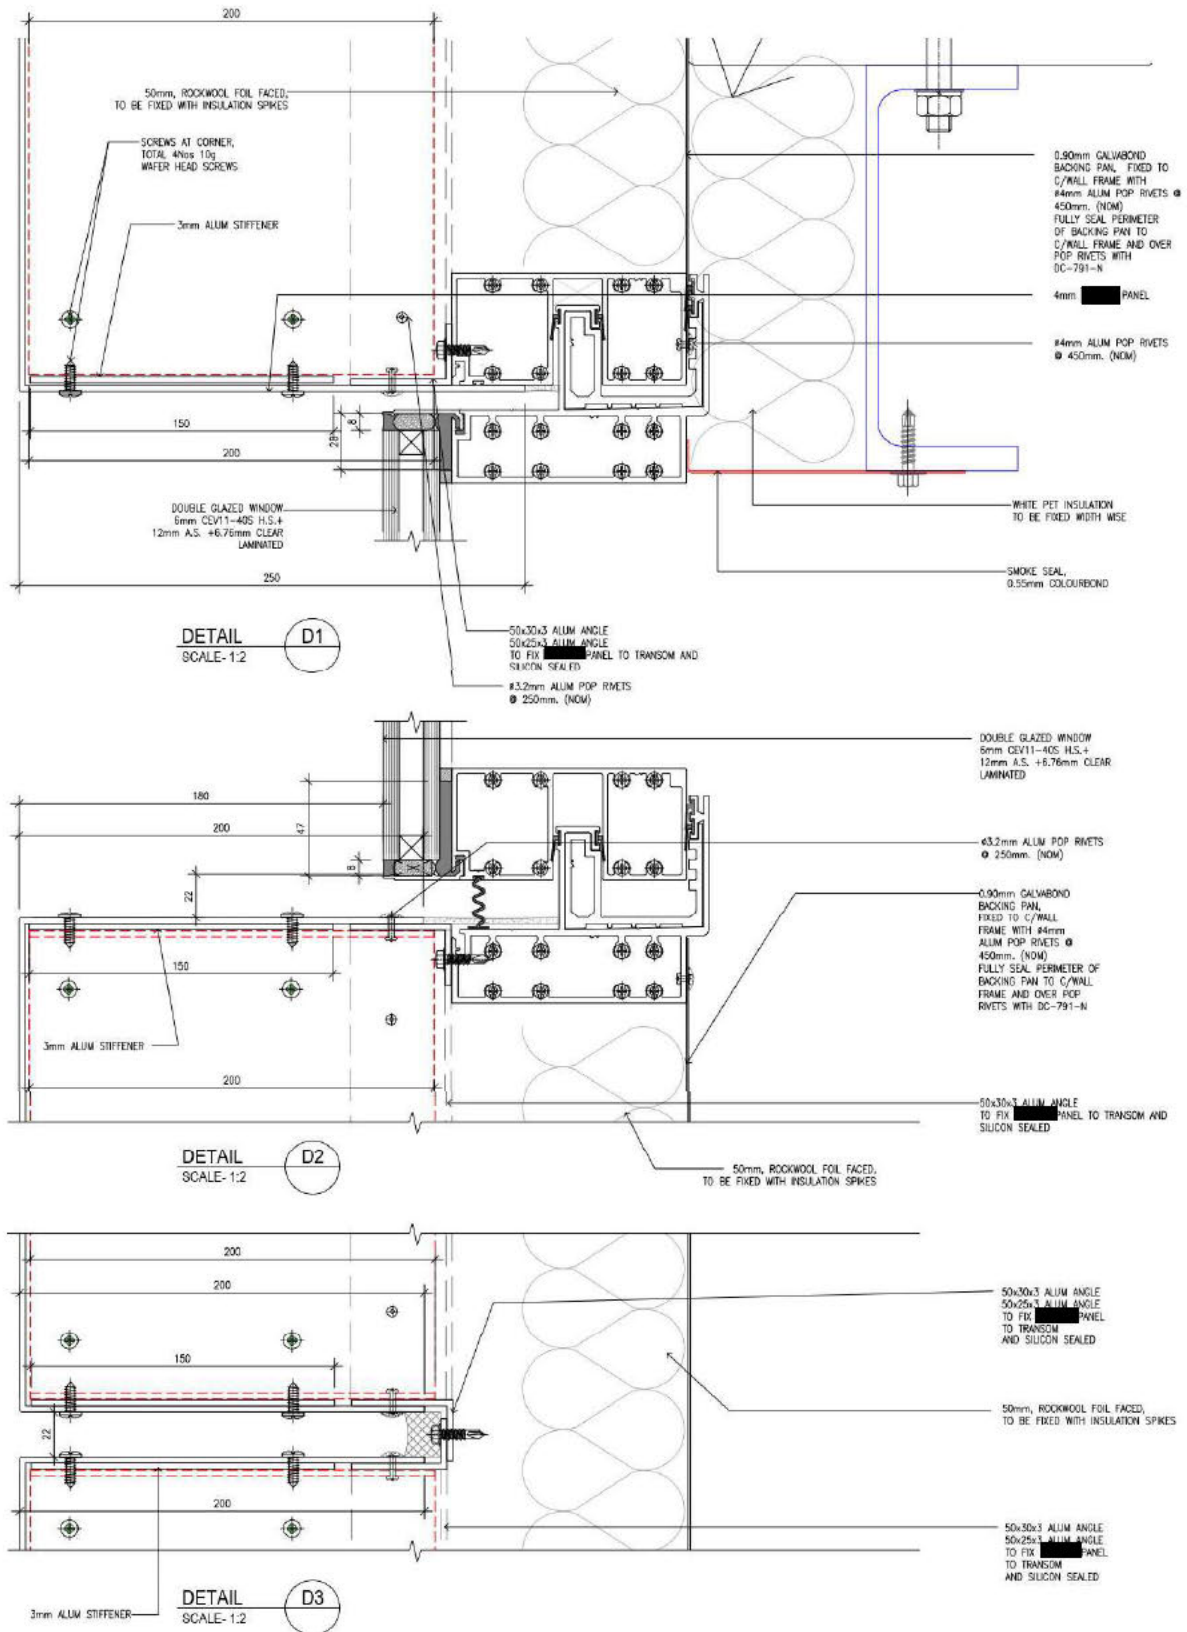 200
50mm, ROCKWOOL FOIL FACED,
TO BE FIXED WITH INSULATION SPIKES
SCREWS AT CORNER,
TOTAL 4Nos 10g
WAFER HEAD SCREWS
3mm ALUM STIFFENER
0.90mm GALVABOND
BACKING PAN, FIXED TO
C/WALL FRAME WITH
ø4mm ALUM POP RIVETS @
450mm. (NOM)
FULLY SEAL PERIMETER
OF BACKING PAN TO
C/WALL FRAME AND OVER
POP RIVETS WITH
DC-791-N
4mm PANEL
ø4mm ALUM POP RIVETS
@ 450mm. (NOM)
150
8
28
200
DOUBLE GLAZED WINDOW
6mm CEV11-40S H.S.+
12mm A.S. +6.76mm CLEAR
LAMINATED
WHITE PET INSULATION
TO BE FIXED WIDTH WISE
250
SMOKE SEAL,
0.55mm COLOURBOND
DETAIL D1
SCALE- 1:2
50x30x3 ALUM ANGLE
50x25x3 ALUM ANGLE
TO FIX PANEL TO TRANSOM AND
SILICON SEALED
ø3.2mm ALUM POP RIVETS
@ 250mm. (NOM)
DOUBLE GLAZED WINDOW
6mm CEV11-40S H.S.+
12mm A.S. +6.76mm CLEAR
LAMINATED
180
47
200
8
22
ø3.2mm ALUM POP RIVETS
@ 250mm. (NOM)
0.90mm GALVABOND
BACKING PAN,
FIXED TO C/WALL
FRAME WITH ø4mm
ALUM POP RIVETS @
450mm. (NOM)
FULLY SEAL PERIMETER OF
BACKING PAN TO C/WALL
FRAME AND OVER POP
RIVETS WITH DC-791-N
150
3mm ALUM STIFFENER
200
50x30x3 ALUM ANGLE
TO FIX PANEL TO TRANSOM AND
SILICON SEALED
DETAIL D2
SCALE- 1:2
50mm, ROCKWOOL FOIL FACED,
TO BE FIXED WITH INSULATION SPIKES
200
200
50x30x3 ALUM ANGLE
50x25x3 ALUM ANGLE
TO FIX PANEL
TO TRANSOM
AND SILICON SEALED
150
50mm, ROCKWOOL FOIL FACED,
TO BE FIXED WITH INSULATION SPIKES
22
200
50x30x3 ALUM ANGLE
50x25x3 ALUM ANGLE
TO FIX PANEL
TO TRANSOM
AND SILICON SEALED
DETAIL D3
SCALE- 1:2
3mm ALUM STIFFENER